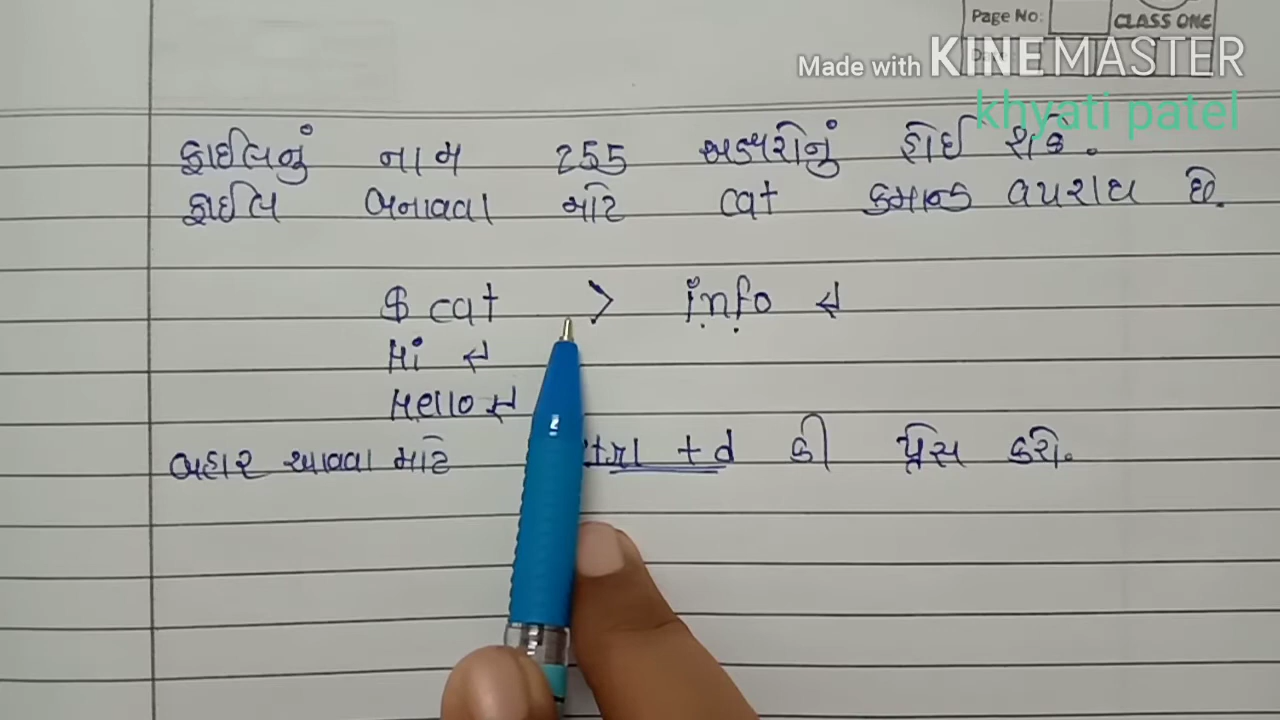 Page No:
CLASS ONE
Made with KINEMASTER
khyati patel
ફાઈલનું નામ 255 અક્ષરોનું હોઈ શકે.
ફાઈલ બનાવવા માટે cat કમાન્ડ વપરાય છે.
$ cat > info ↵
Hi ↵
Hello ↵
બહાર આવવા માટે ctrl + d કી પ્રેસ કરો.